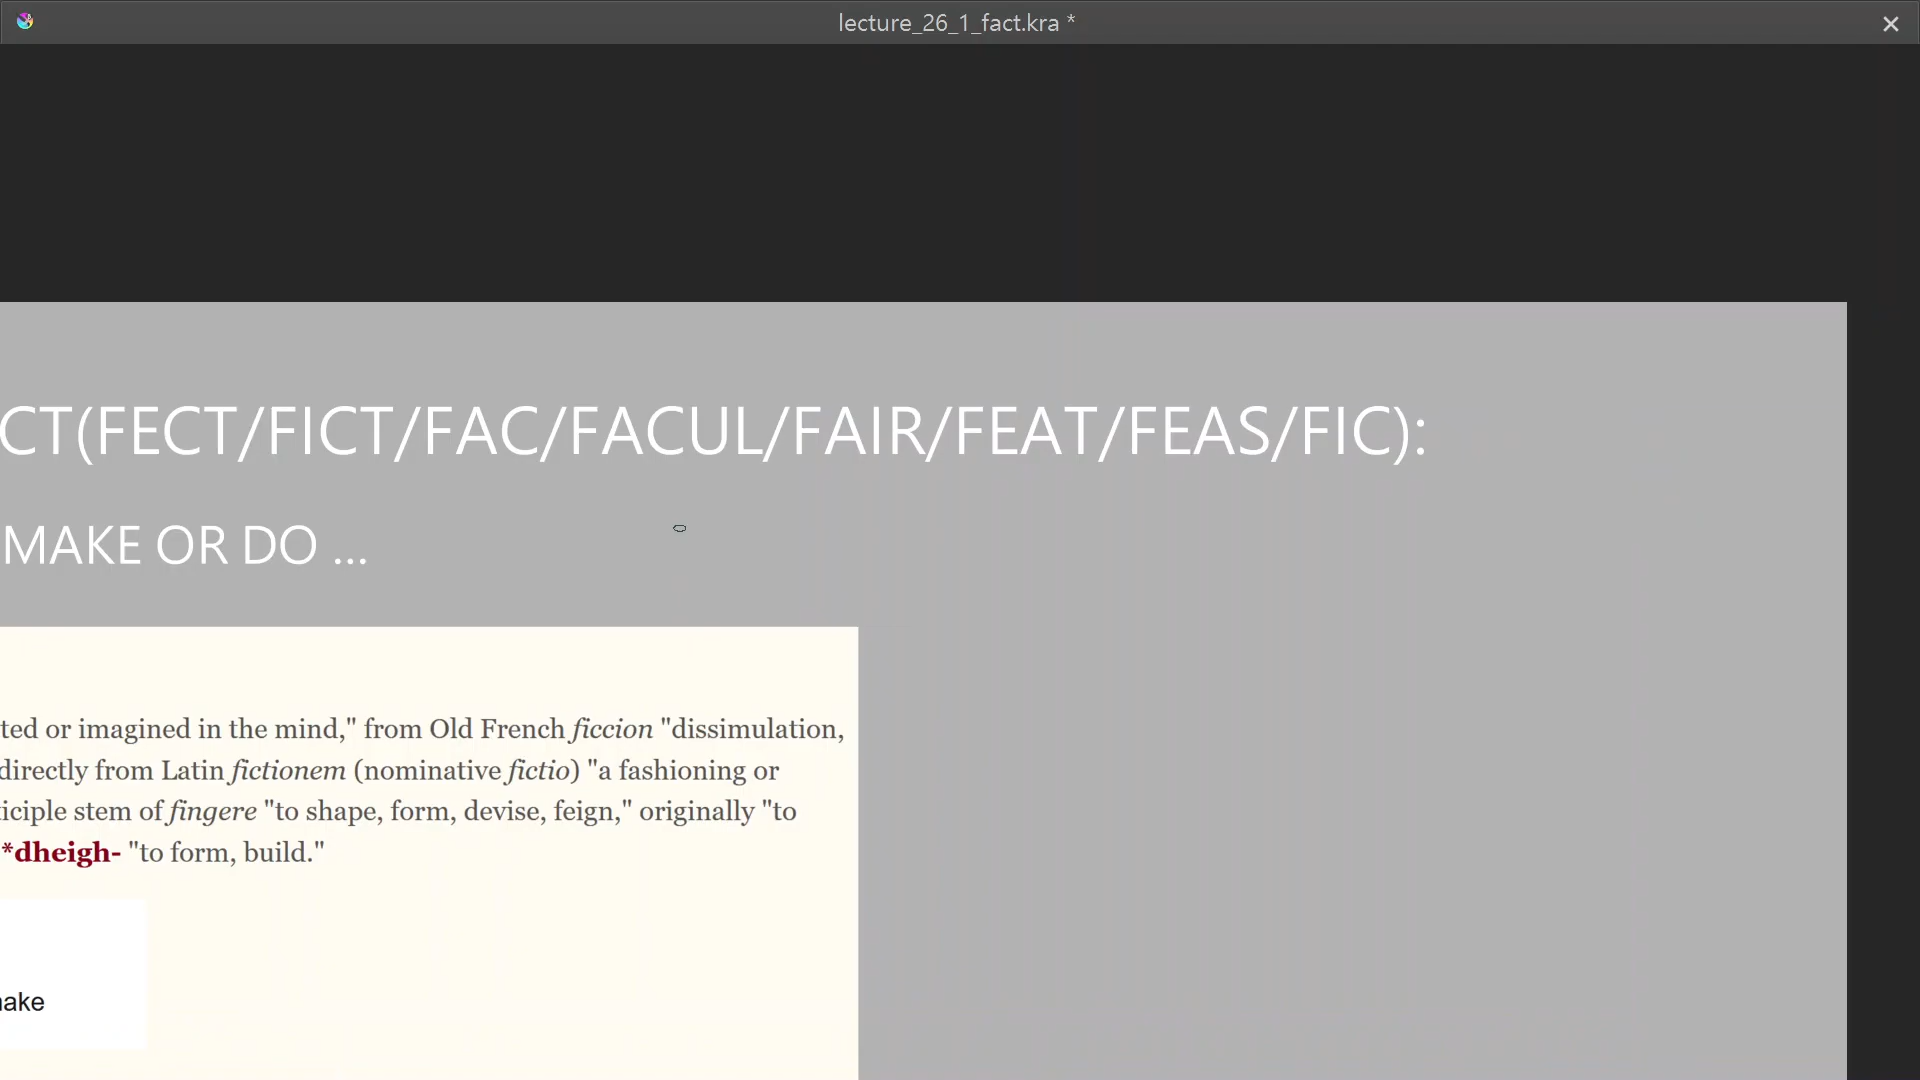 lecture_26_1_fact.kra *
CT(FECT/FICT/FAC/FACUL/FAIR/FEAT/FEAS/FIC):
MAKE OR DO ...
ted or imagined in the mind," from Old French ficcion "dissimulation,
directly from Latin fictionem (nominative fictio) "a fashioning or
iciple stem of fingere "to shape, form, devise, feign," originally "to
*dheigh- "to form, build."
ake